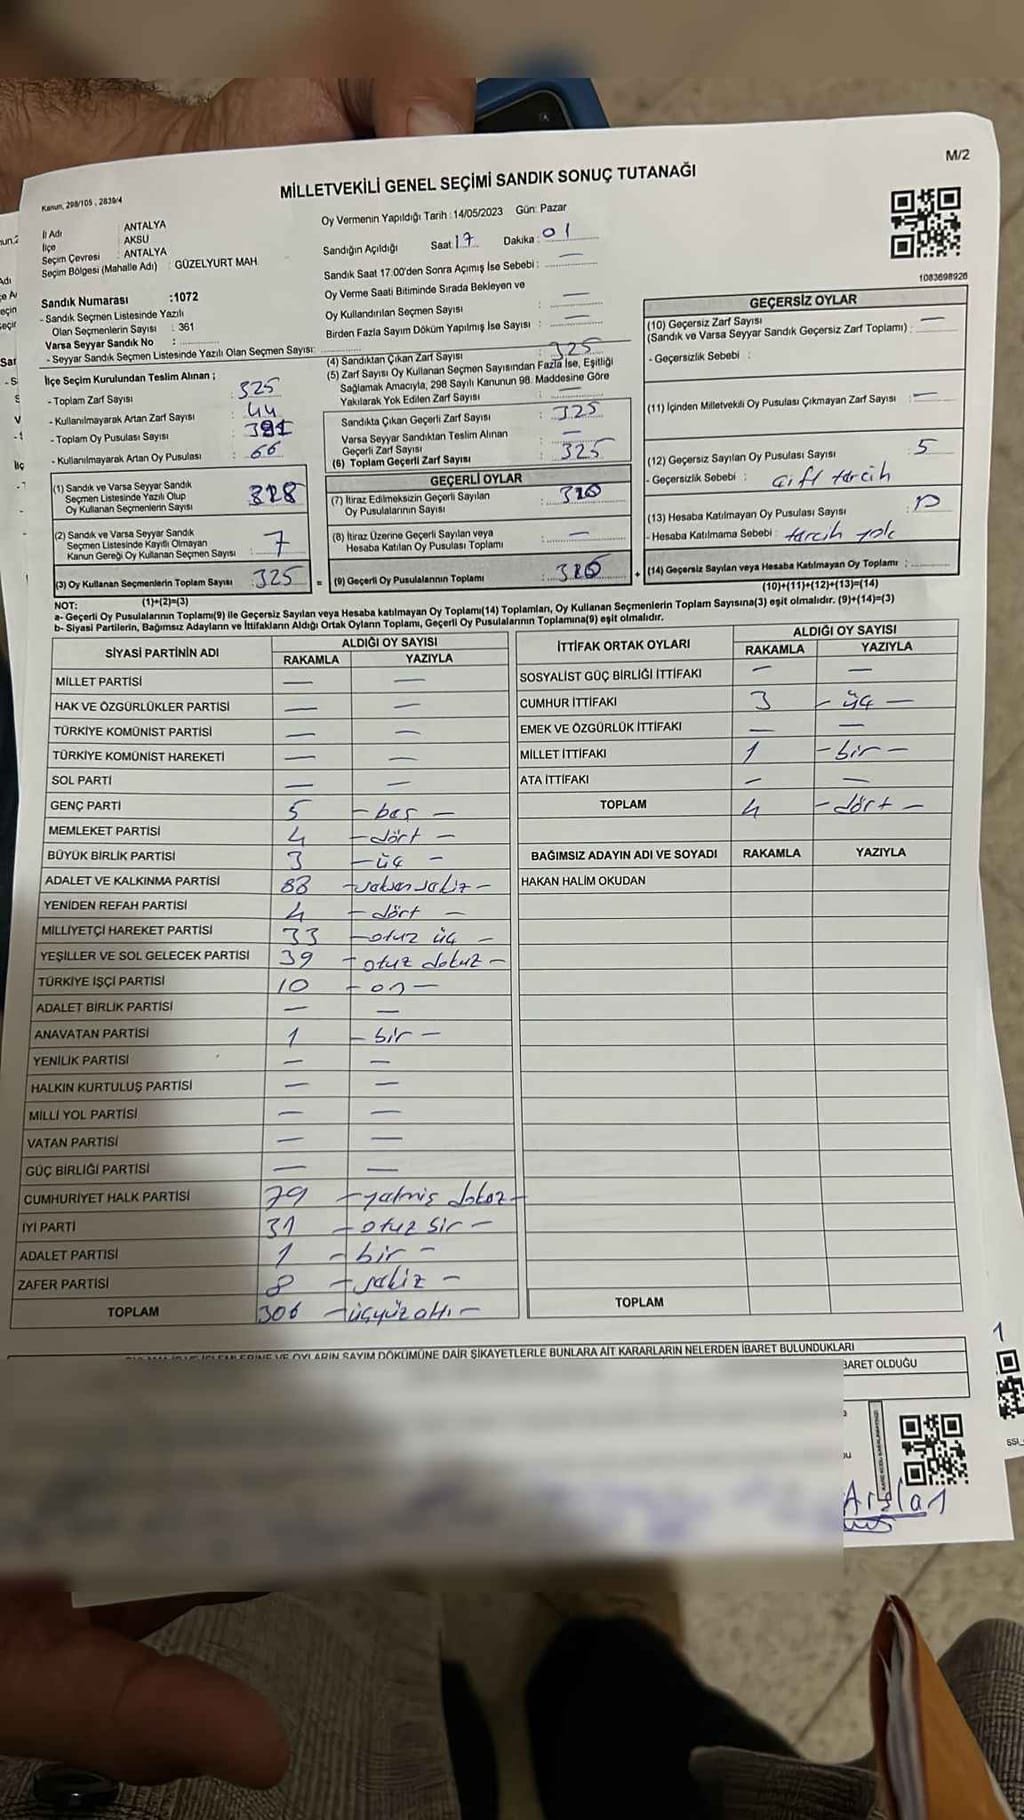 M/2
MİLLETVEKİLİ GENEL SEÇİMİ SANDIK SONUÇ TUTANAĞI
Kanun, 298/105 , 2839/4
İl Adı : ANTALYA
İlçe : AKSU
Seçim Çevresi : ANTALYA
Seçim Bölgesi (Mahalle Adı) : GÜZELYURT MAH.
Oy Vermenin Yapıldığı Tarih : 14/05/2023 Gün: Pazar
Sandığın Açıldığı Saat 17 Dakika : 01
Sandık Saat 17:00'den Sonra Açımış İse Sebebi : —
Oy Verme Saati Bitiminde Sırada Bekleyen ve
Oy Kullandırılan Seçmen Sayısı : —
Birden Fazla Sayım Döküm Yapılmış İse Sayısı : —
1083698926
Sandık Numarası :1072
- Sandık Seçmen Listesinde Yazılı
Olan Seçmenlerin Sayısı : 361
Varsa Seyyar Sandık No :
- Seyyar Sandık Seçmen Listesinde Yazılı Olan Seçmen Sayısı:
İlçe Seçim Kurulundan Teslim Alınan ;
- Toplam Zarf Sayısı : 325
- Kullanılmayarak Artan Zarf Sayısı : 44
- Toplam Oy Pusulası Sayısı : 391
- Kullanılmayarak Artan Oy Pusulası : 66
(1) Sandık ve Varsa Seyyar Sandık
Seçmen Listesinde Yazılı Olup
Oy Kullanan Seçmenlerin Sayısı
(2) Sandık ve Varsa Seyyar Sandık
Seçmen Listesinde Kayıtlı Olmayan
Kanun Gereği Oy Kullanan Seçmen Sayısı : 7
(3) Oy Kullanan Seçmenlerin Toplam Sayısı : 325
(1)+(2)=(3)
(4) Sandıktan Çıkan Zarf Sayısı : 325
(5) Zarf Sayısı Oy Kullanan Seçmen Sayısından Fazla İse, Eşitliği
Sağlamak Amacıyla, 298 Sayılı Kanunun 98. Maddesine Göre
Yakılarak Yok Edilen Zarf Sayısı : —
Sandıkta Çıkan Geçerli Zarf Sayısı : 325
Varsa Seyyar Sandıktan Teslim Alınan
Geçerli Zarf Sayısı : —
(6) Toplam Geçerli Zarf Sayısı : 325
GEÇERLİ OYLAR
(7) İtiraz Edilmeksizin Geçerli Sayılan
Oy Pusulalarının Sayısı : 310
(8) İtiraz Üzerine Geçerli Sayılan veya
Hesaba Katılan Oy Pusulası Toplamı : —
= (9) Geçerli Oy Pusulalarının Toplamı : 310 +
GEÇERSİZ OYLAR
(10) Geçersiz Zarf Sayısı
(Sandık ve Varsa Seyyar Sandık Geçersiz Zarf Toplamı) : —
- Geçersizlik Sebebi :
(11) İçinden Milletvekili Oy Pusulası Çıkmayan Zarf Sayısı : —
(12) Geçersiz Sayılan Oy Pusulası Sayısı : 5
- Geçersizlik Sebebi : çift tercih
(13) Hesaba Katılmayan Oy Pusulası Sayısı
- Hesaba Katılmama Sebebi : tercih yok
(14) Geçersiz Sayılan veya Hesaba Katılmayan Oy Toplamı :
(10)+(11)+(12)+(13)=(14)
NOT:
a- Geçerli Oy Pusulalarının Toplamı(9) ile Geçersiz Sayılan veya Hesaba katılmayan Oy Toplamı(14) Toplamları, Oy Kullanan Seçmenlerin Toplam Sayısına(3) eşit olmalıdır. (9)+(14)=(3)
b- Siyasi Partilerin, Bağımsız Adayların ve İttifakların Aldığı Ortak Oyların Toplamı, Geçerli Oy Pusulalarının Toplamına(9) eşit olmalıdır.
SİYASİ PARTİNİN ADI ALDIĞI OY SAYISI
RAKAMLA YAZIYLA
MİLLET PARTİSİ — —
HAK VE ÖZGÜRLÜKLER PARTİSİ — —
TÜRKİYE KOMÜNİST PARTİSİ — —
TÜRKİYE KOMÜNİST HAREKETİ — —
SOL PARTİ — —
GENÇ PARTİ 5 - beş —
MEMLEKET PARTİSİ 4 - dört -
BÜYÜK BİRLİK PARTİSİ 3 - üç -
ADALET VE KALKINMA PARTİSİ 88 - seksen sekiz -
YENİDEN REFAH PARTİSİ 4 - dört -
MİLLİYETÇİ HAREKET PARTİSİ 33 - otuz üç -
YEŞİLLER VE SOL GELECEK PARTİSİ 39 - otuz dokuz -
TÜRKİYE İŞÇİ PARTİSİ 10 - on —
ADALET BİRLİK PARTİSİ — —
ANAVATAN PARTİSİ 1 - bir —
YENİLİK PARTİSİ — —
HALKIN KURTULUŞ PARTİSİ — —
MİLLİ YOL PARTİSİ — —
VATAN PARTİSİ — —
GÜÇ BİRLİĞİ PARTİSİ — —
CUMHURİYET HALK PARTİSİ 79 - yetmiş dokuz -
İYİ PARTİ 31 - otuz bir -
ADALET PARTİSİ 1 - bir -
ZAFER PARTİSİ 8 - sekiz -
TOPLAM 306 - üçyüz altı -
İTTİFAK ORTAK OYLARI ALDIĞI OY SAYISI
RAKAMLA YAZIYLA
SOSYALİST GÜÇ BİRLİĞİ İTTİFAKI — —
CUMHUR İTTİFAKI 3 - üç —
EMEK VE ÖZGÜRLÜK İTTİFAKI — —
MİLLET İTTİFAKI 1 - bir -
ATA İTTİFAKI — —
TOPLAM 4 - dört -
BAĞIMSIZ ADAYIN ADI VE SOYADI RAKAMLA YAZIYLA
HAKAN HALİM OKUDAN
TOPLAM
OYLARIN SAYIM DÖKÜMÜNE DAİR ŞİKAYETLERLE BUNLARA AİT KARARLARIN NELERDEN İBARET BULUNDUKLARI
BARET OLDUĞU
Arslan
1